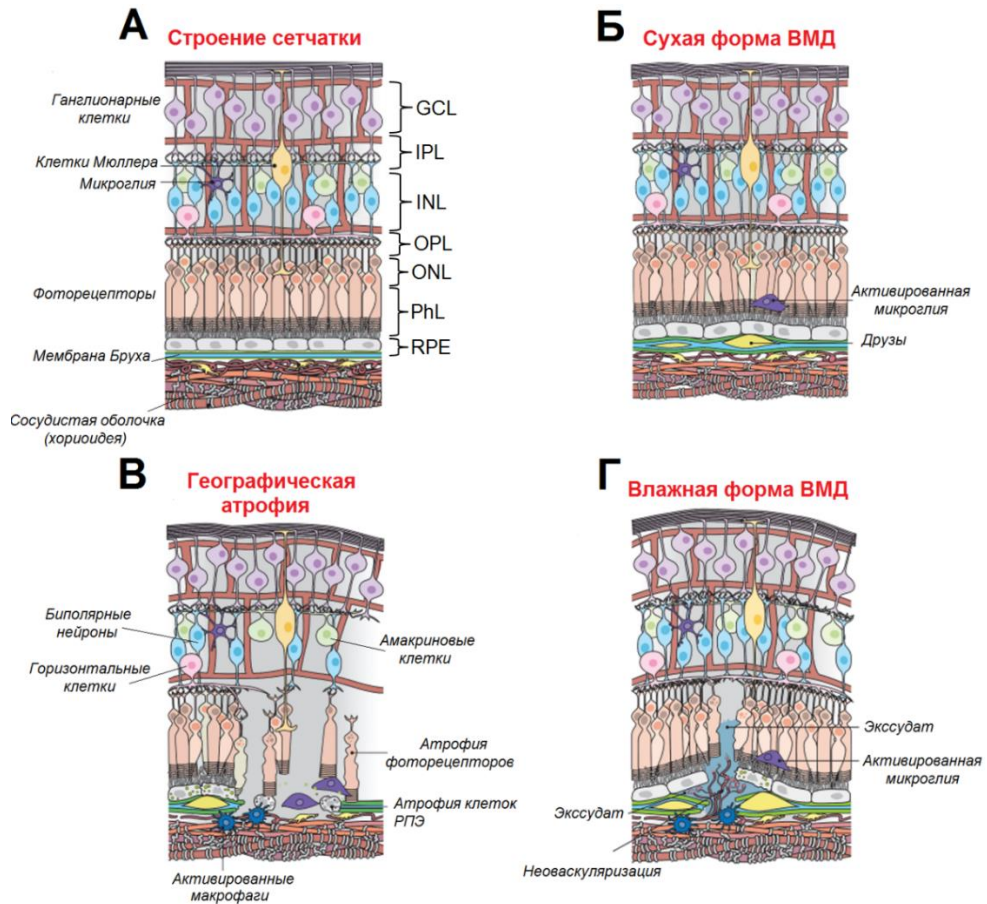 А
Строение сетчатки
Ганглионарные
клетки
Клетки Мюллера
Микроглия
Фоторецепторы
Мембрана Бруха
Сосудистая оболочка
(хориоидея)
GCL
IPL
INL
OPL
ONL
PhL
RPE
Б
Сухая форма ВМД
Активированная
микроглия
Друзы
В
Географическая
атрофия
Биполярные
нейроны
Горизонтальные
клетки
Амакриновые
клетки
Атрофия
фоторецепторов
Атрофия клеток
РПЭ
Активированные
макрофаги
Г
Влажная форма ВМД
Экссудат
Активированная
микроглия
Экссудат
Неоваскуляризация